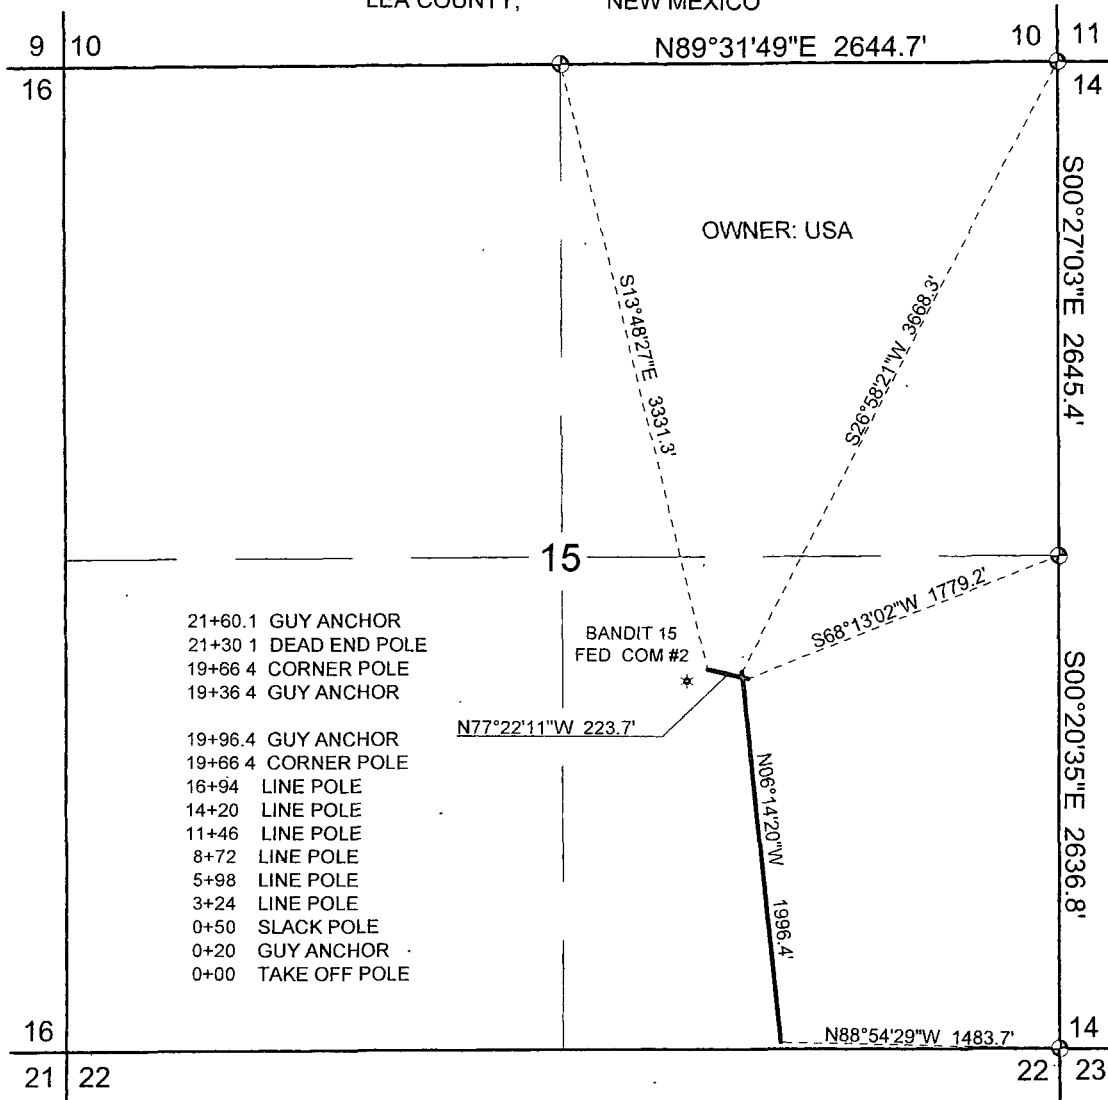 LEA COUNTY, NEW MEXICO
9 10
10 11
16
14
N89°31'49"E 2644.7'
S00°27'03"E 2645.4'
OWNER: USA
S13°48'27"E 3331.3'
S26°58'21"W 3668.3'
15
S68°13'02"W 1779.2'
BANDIT 15
FED COM #2
N77°22'11"W 223.7'
21+60.1 GUY ANCHOR
21+30 1 DEAD END POLE
19+66 4 CORNER POLE
19+36 4 GUY ANCHOR
19+96.4 GUY ANCHOR
19+66 4 CORNER POLE
16+94 LINE POLE
14+20 LINE POLE
11+46 LINE POLE
8+72 LINE POLE
5+98 LINE POLE
3+24 LINE POLE
0+50 SLACK POLE
0+20 GUY ANCHOR
0+00 TAKE OFF POLE
N06°14'20"W 1996.4'
S00°20'35"E 2636.8'
N88°54'29"W 1483.7'
16
14
21 22
22 23